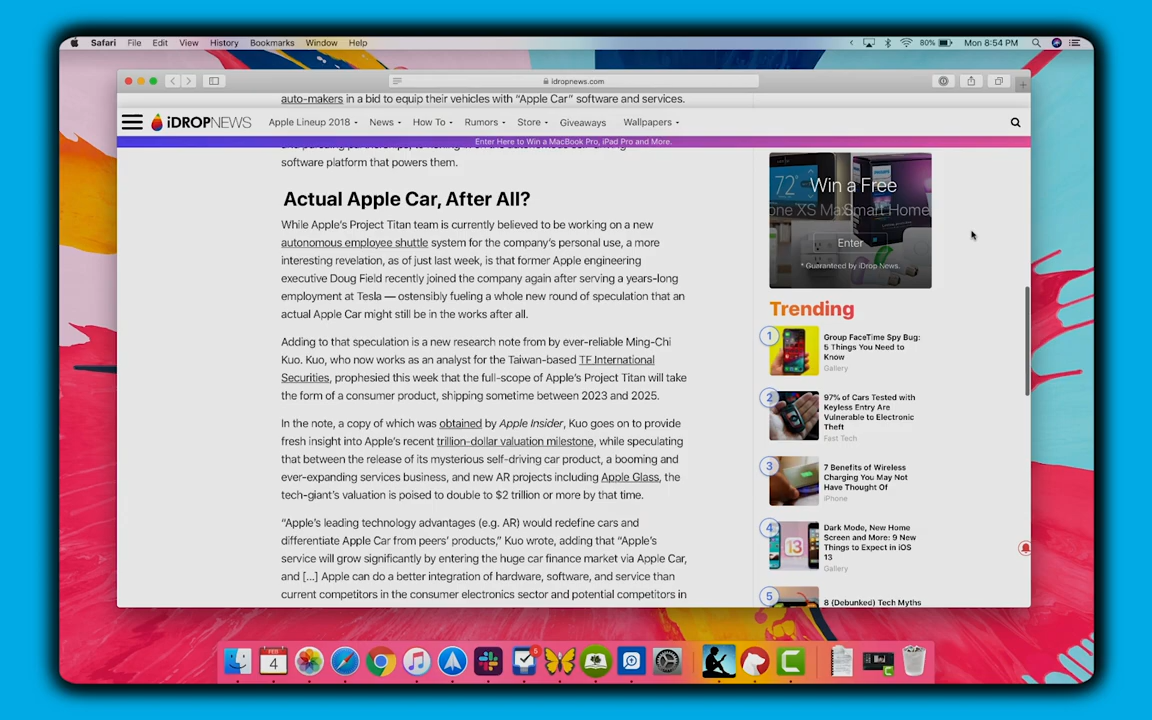 Safari File Edit View History Bookmarks Window Help
80% Mon 8:54 PM
idropnews.com
auto-makers in a bid to equip their vehicles with “Apple Car” software and services.
iDROPNEWS
Apple Lineup 2018 News How To Rumors Store Giveaways Wallpapers
Enter Here to Win a MacBook Pro, iPad Pro and More.
software platform that powers them.
Actual Apple Car, After All?
While Apple’s Project Titan team is currently believed to be working on a new
autonomous employee shuttle system for the company’s personal use, a more
interesting revelation, as of just last week, is that former Apple engineering
executive Doug Field recently joined the company again after serving a years-long
employment at Tesla — ostensibly fueling a whole new round of speculation that an
actual Apple Car might still be in the works after all.
Adding to that speculation is a new research note from by ever-reliable Ming-Chi
Kuo. Kuo, who now works as an analyst for the Taiwan-based TF International
Securities, prophesied this week that the full-scope of Apple’s Project Titan will take
the form of a consumer product, shipping sometime between 2023 and 2025.
In the note, a copy of which was obtained by Apple Insider, Kuo goes on to provide
fresh insight into Apple’s recent trillion-dollar valuation milestone, while speculating
that between the release of its mysterious self-driving car product, a booming and
ever-expanding services business, and new AR projects including Apple Glass, the
tech-giant’s valuation is poised to double to $2 trillion or more by that time.
“Apple’s leading technology advantages (e.g. AR) would redefine cars and
differentiate Apple Car from peers’ products,” Kuo wrote, adding that “Apple’s
service will grow significantly by entering the huge car finance market via Apple Car,
and […] Apple can do a better integration of hardware, software, and service than
current competitors in the consumer electronics sector and potential competitors in
72°
Win a Free
one XS Max Smart Home
Enter
* Guaranteed by iDrop News.
Trending
1
Group FaceTime Spy Bug:
5 Things You Need to
Know
Gallery
2
97% of Cars Tested with
Keyless Entry Are
Vulnerable to Electronic
Theft
Fast Tech
3
7 Benefits of Wireless
Charging You May Not
Have Thought Of
iPhone
4
13
Dark Mode, New Home
Screen and More: 9 New
Things to Expect in iOS
13
Gallery
5
8 (Debunked) Tech Myths
FEB
4
5